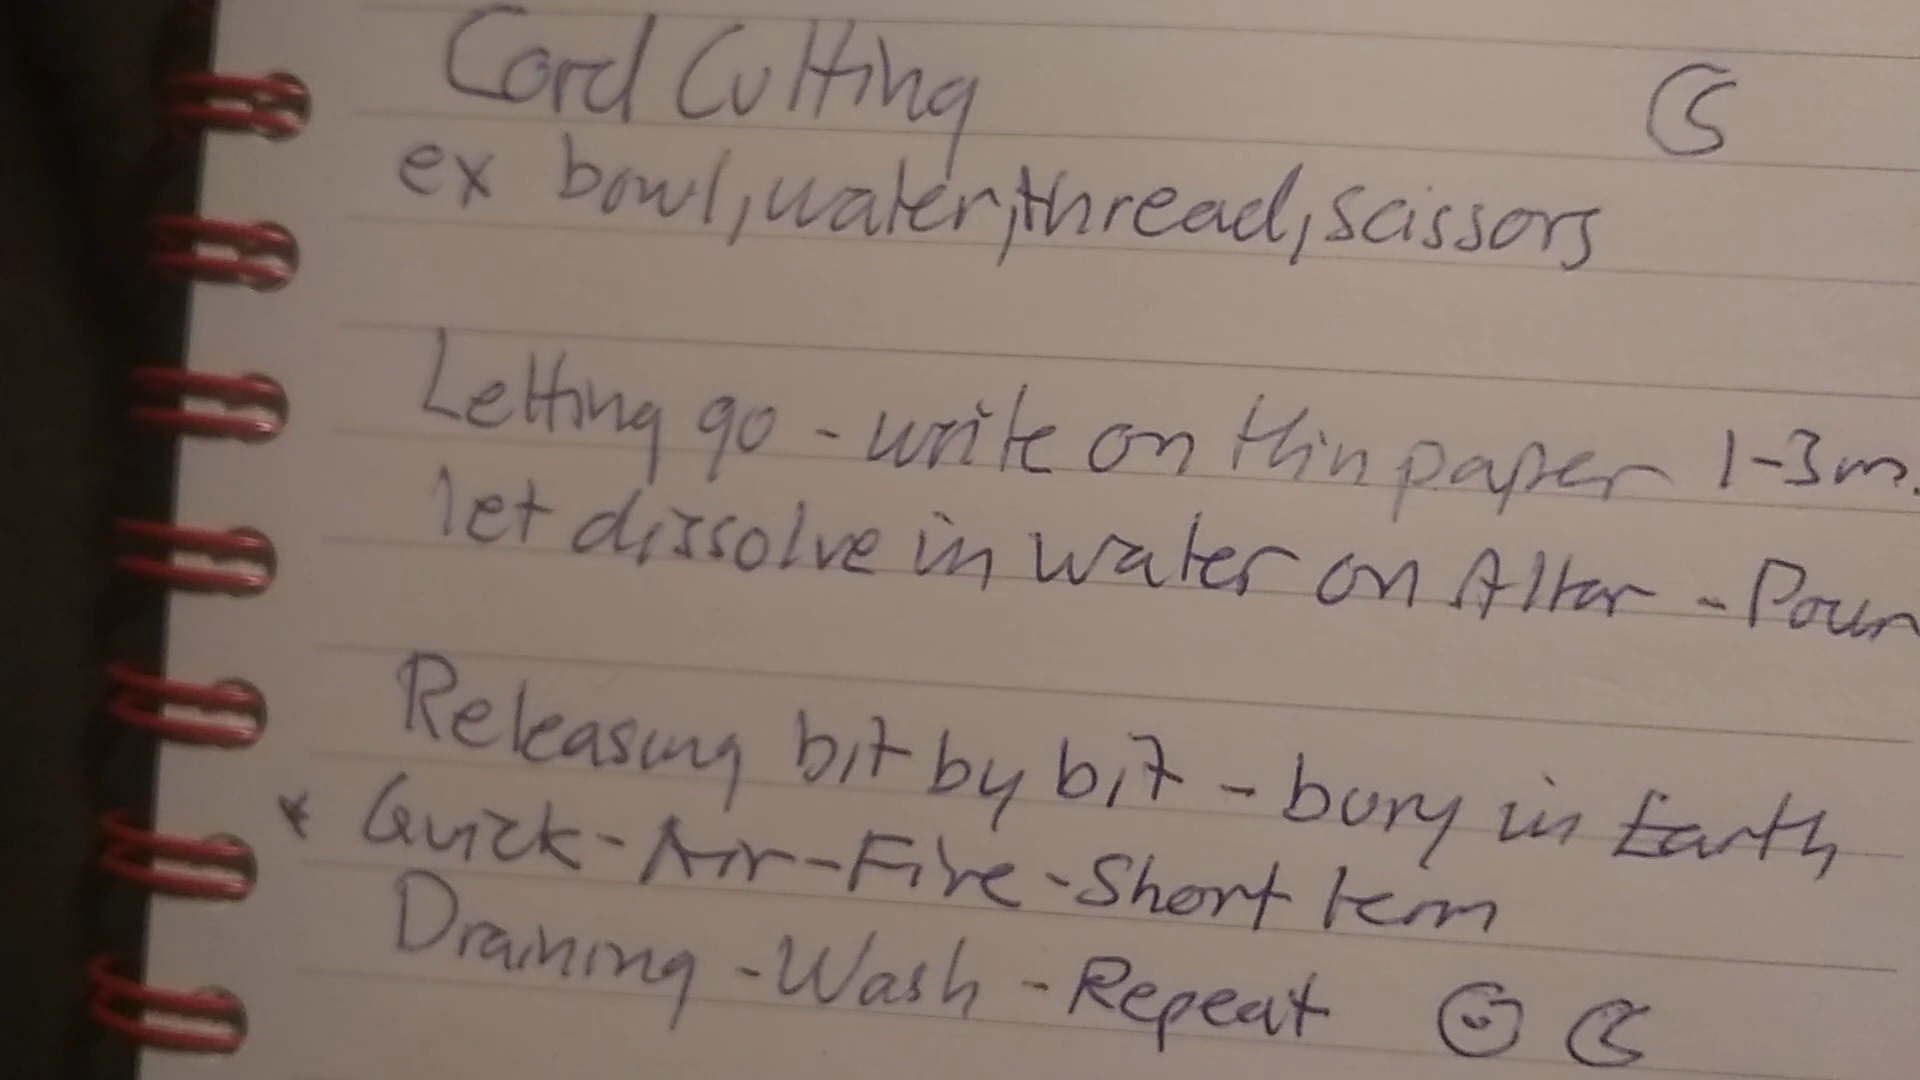 Cord Cutting ☾
ex bowl, water, thread, scissors
Letting go - write on thin paper 1-3m.
let dissolve in water on Altar - Pour
Releasing bit by bit - bury in Earth
* Quick - Air - Fire - Short term
Draining - Wash - Repeat ☉ ☾